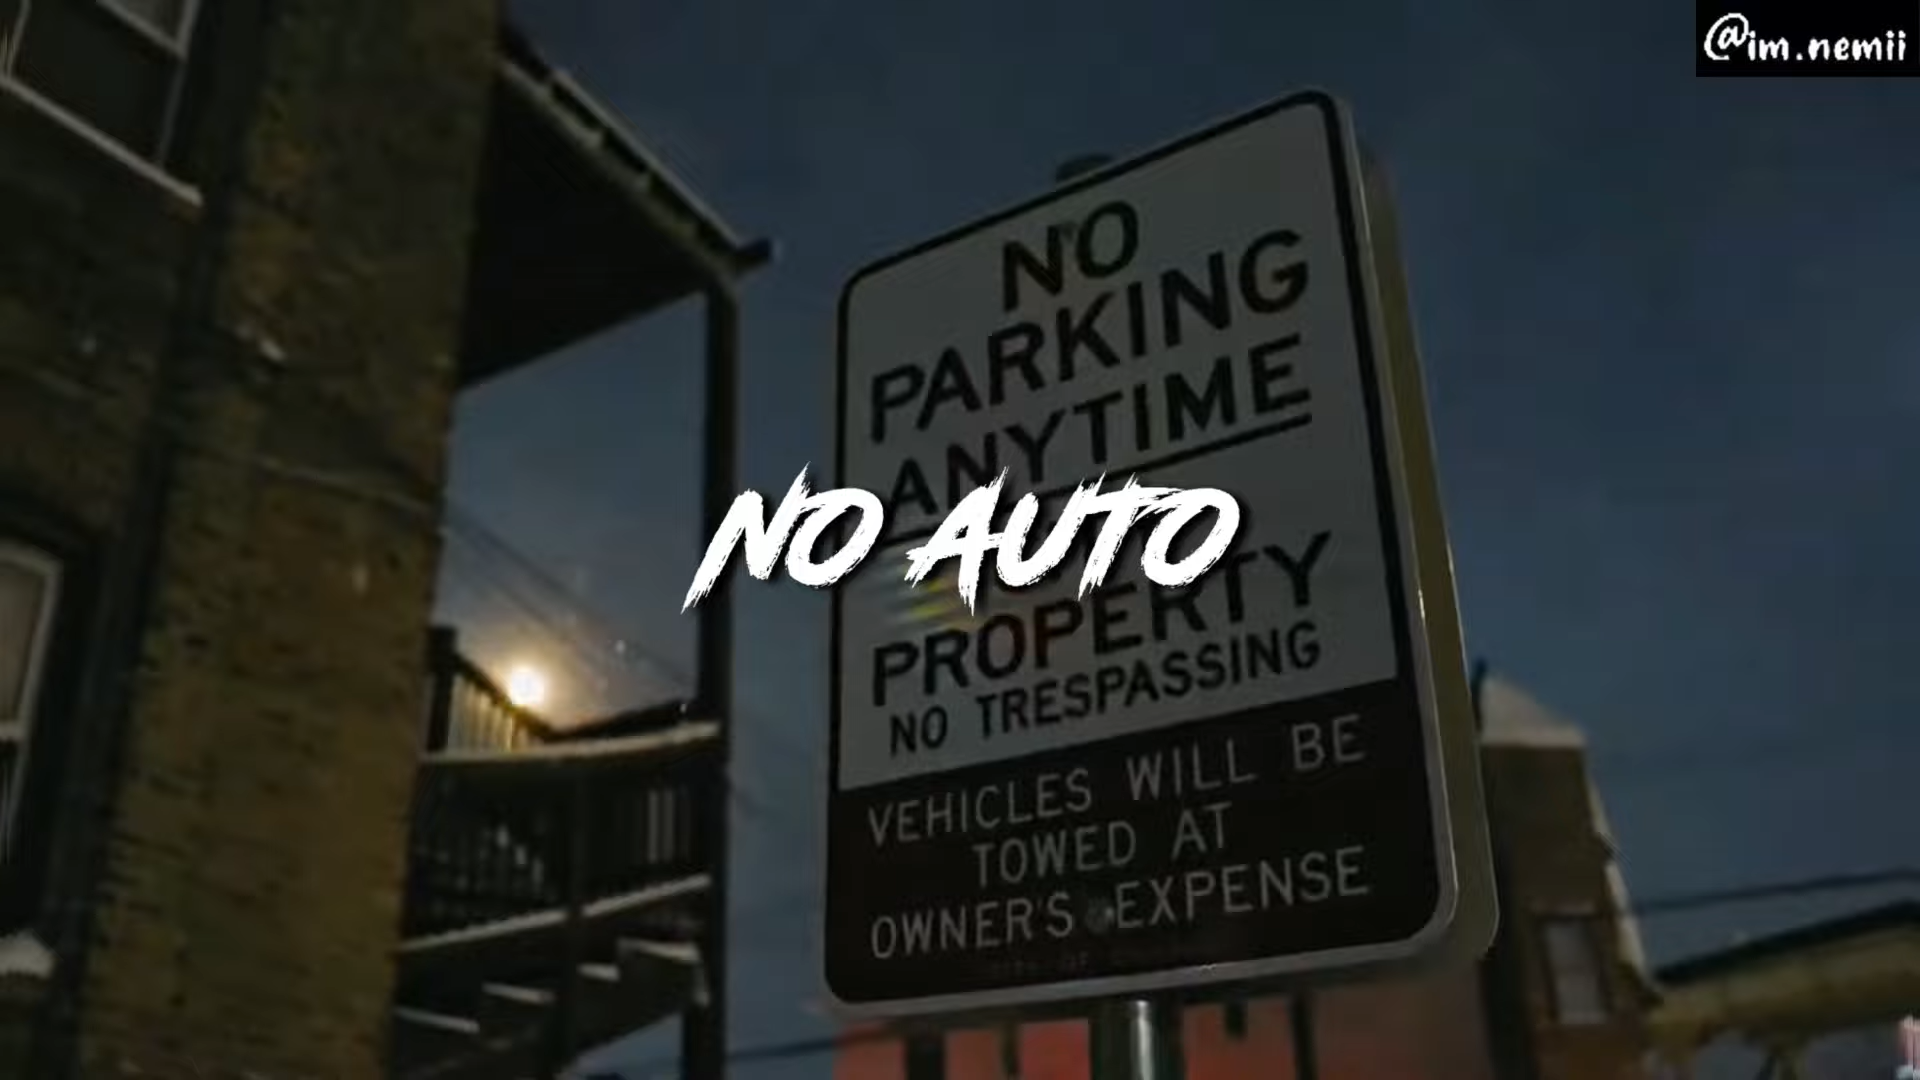 @im.nemii
NO
PARKING
ANYTIME
NO AUTO
PROPERTY
NO TRESPASSING
VEHICLES WILL BE
TOWED AT
OWNER'S EXPENSE